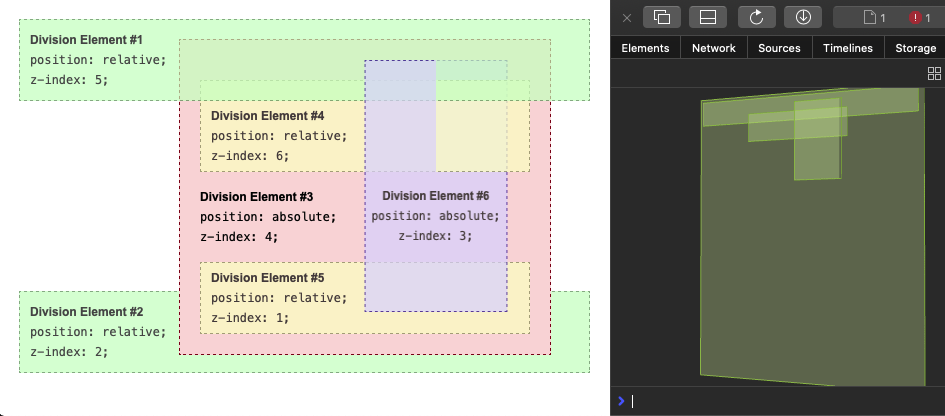 Division Element #1
position: relative;
z-index: 5;
Division Element #4
position: relative;
z-index: 6;
Division Element #3
position: absolute;
z-index: 4;
Division Element #6
position: absolute;
z-index: 3;
Division Element #5
position: relative;
z-index: 1;
Division Element #2
position: relative;
z-index: 2;
1 1
Elements Network Sources Timelines Storage